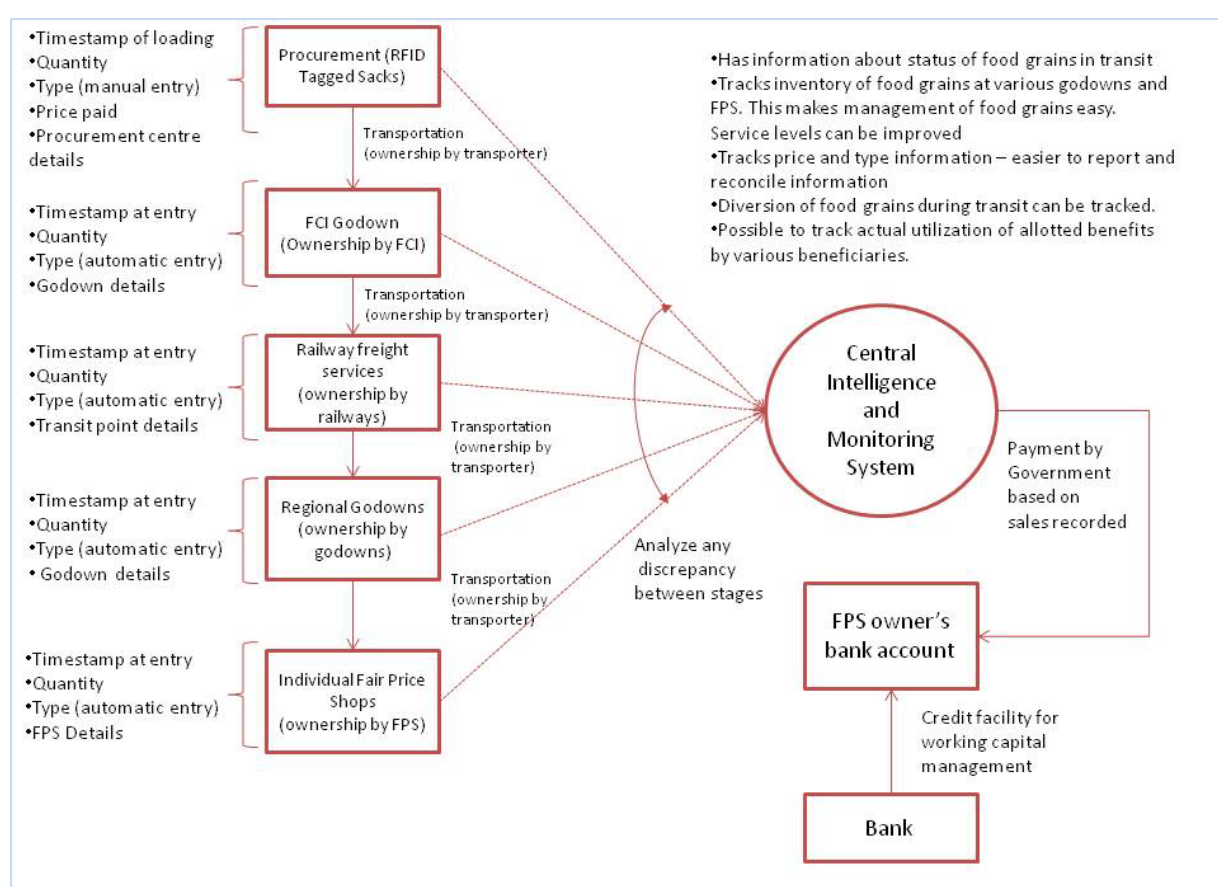 •Timestamp of loading
•Quantity
•Type (manual entry)
•Price paid
•Procurement centre
details
Procurement (RFID
Tagged Sacks)
Transportation
(ownership by transporter)
•Timestamp at entry
•Quantity
•Type (automatic entry)
•Godown details
FCI Godown
(Ownership by FCI)
Transportation
(ownership by transporter)
•Timestamp at entry
•Quantity
•Type (automatic entry)
•Transit point details
Railway freight
services
(ownership by
railways)
Transportation
(ownership by
transporter)
•Timestamp at entry
•Quantity
•Type (automatic entry)
• Godown details
Regional Godowns
(ownership by
godowns)
Transportation
(ownership by
transporter)
•Timestamp at entry
•Quantity
•Type (automatic entry)
•FPS Details
Individual Fair Price
Shops
(ownership by FPS)
•Has information about status of food grains in transit
•Tracks inventory of food grains at various godowns and
FPS. This makes management of food grains easy.
Service levels can be improved
•Tracks price and type information – easier to report and
reconcile information
•Diversion of food grains during transit can be tracked.
•Possible to track actual utilization of allotted benefits
by various beneficiaries.
Analyze any
discrepancy
between stages
Central
Intelligence
and
Monitoring
System
Payment by
Government
based on
sales recorded
FPS owner's
bank account
Credit facility for
working capital
management
Bank